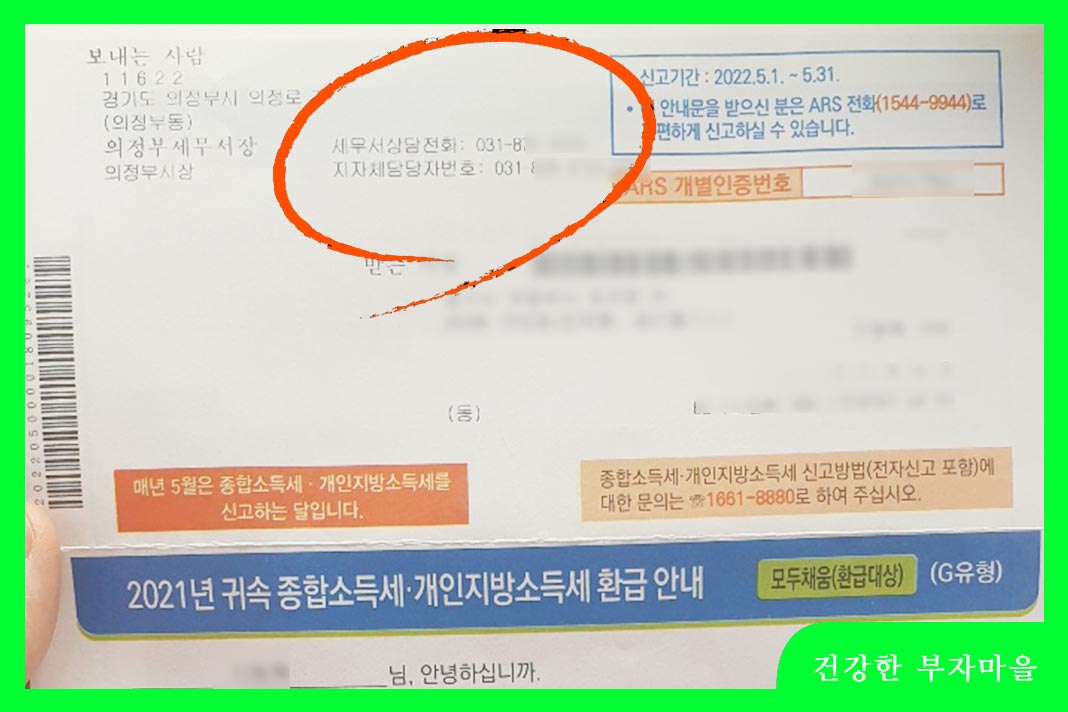 보내는 사람
11622
경기도 의정부시 의정로
(의정부동)
의정부세무서장
의정부시장
세무서상담전화: 031-87
지자체담당자번호: 031-8
신고기간 : 2022.5.1. ~ 5.31.
• 안내문을 받으신 분은 ARS 전화(1544-9944)로
편하게 신고하실 수 있습니다.
ARS 개별인증번호
받는
(동)
매년 5월은 종합소득세 · 개인지방소득세를
신고하는 달입니다.
종합소득세·개인지방소득세 신고방법(전자신고 포함)에
대한 문의는 ☏1661-8880로 하여 주십시오.
2021년 귀속 종합소득세·개인지방소득세 환급 안내
모두채움(환급대상)
(G유형)
님, 안녕하십니까.
건강한 부자마을